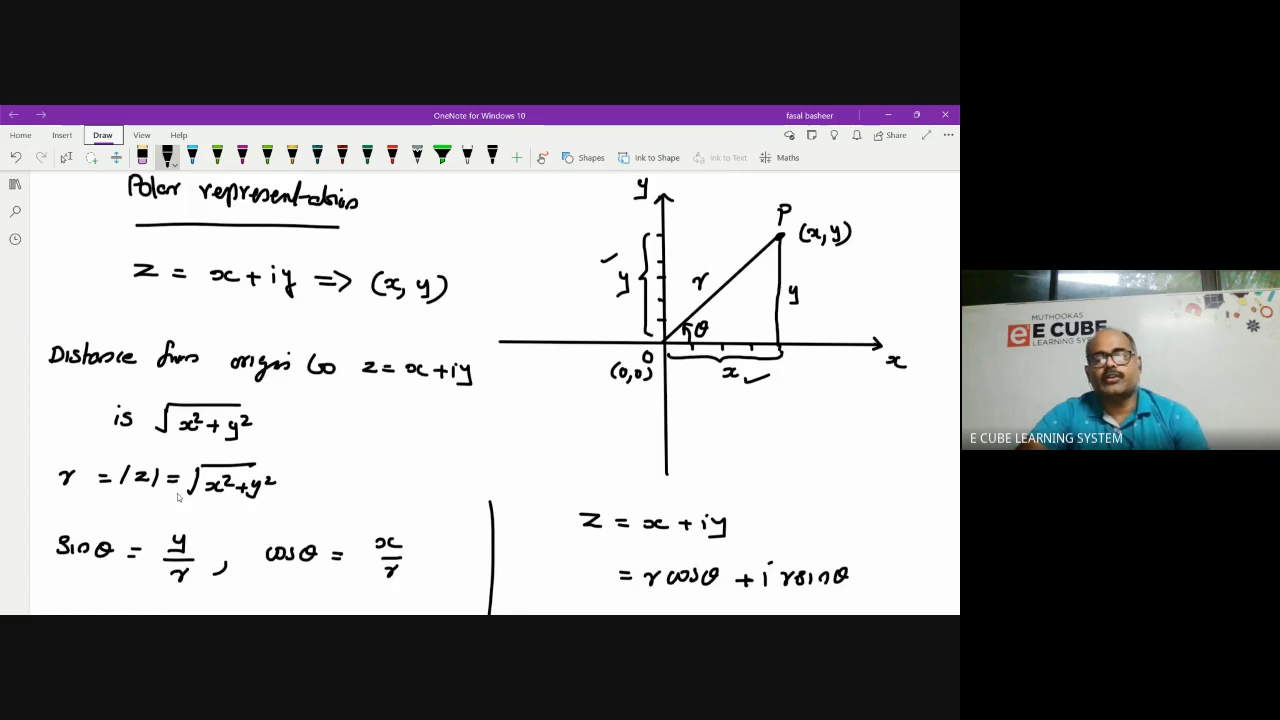 OneNote for Windows 10
fasal basheer
Home Insert Draw View Help
Share
Shapes Ink to Shape Ink to Text Maths
Polar representation
z = x+iy => (x, y)
Distance from origin to z = x+iy
is √x²+y²
r = |z| = √x²+y²
sinθ = y/r , cosθ = x/r
y
P
(x, y)
y
r
y
θ
O
(0,0)
x
x
z = x+iy
= r cosθ + i r sinθ
MUTHOOKAS
e E CUBE
LEARNING SYSTEM
E CUBE LEARNING SYSTEM